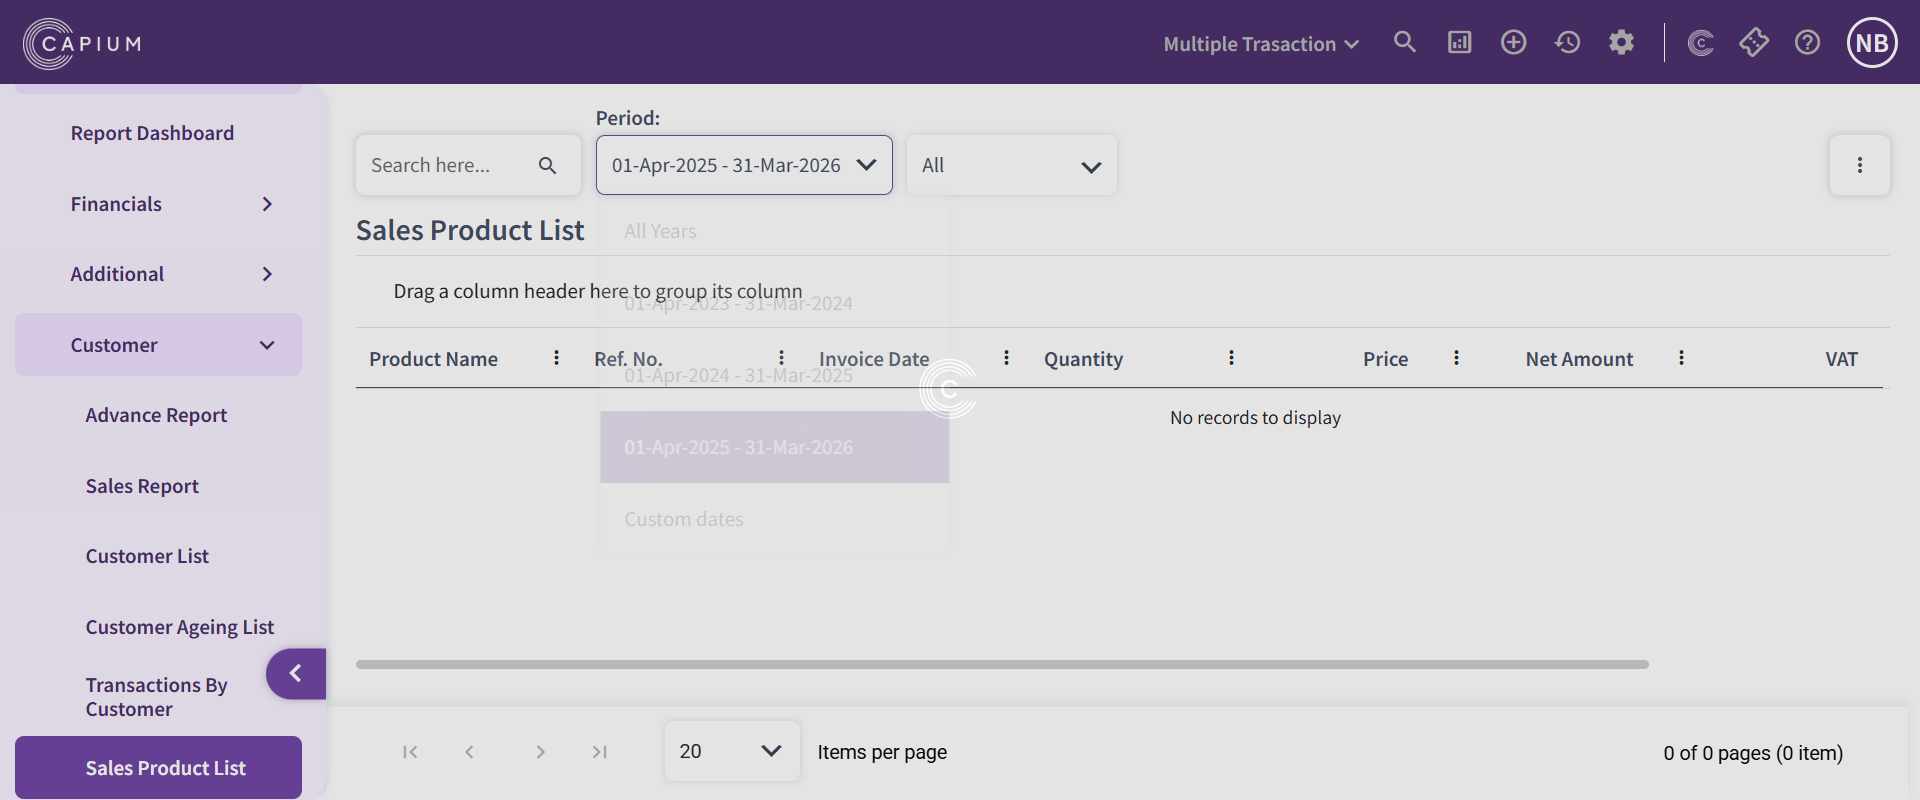 CAPIUM
Multiple Trasaction
NB
Report Dashboard
Financials
Additional
Customer
Advance Report
Sales Report
Customer List
Customer Ageing List
Transactions By
Customer
Sales Product List
Period:
Search here...
01-Apr-2025 - 31-Mar-2026
All
Sales Product List
All Years
Drag a column header here to group its column
01-Apr-2023 - 31-Mar-2024
Product Name
Ref. No.
Invoice Date
Quantity
Price
Net Amount
VAT
01-Apr-2024 - 31-Mar-2025
No records to display
01-Apr-2025 - 31-Mar-2026
Custom dates
20
Items per page
0 of 0 pages (0 item)